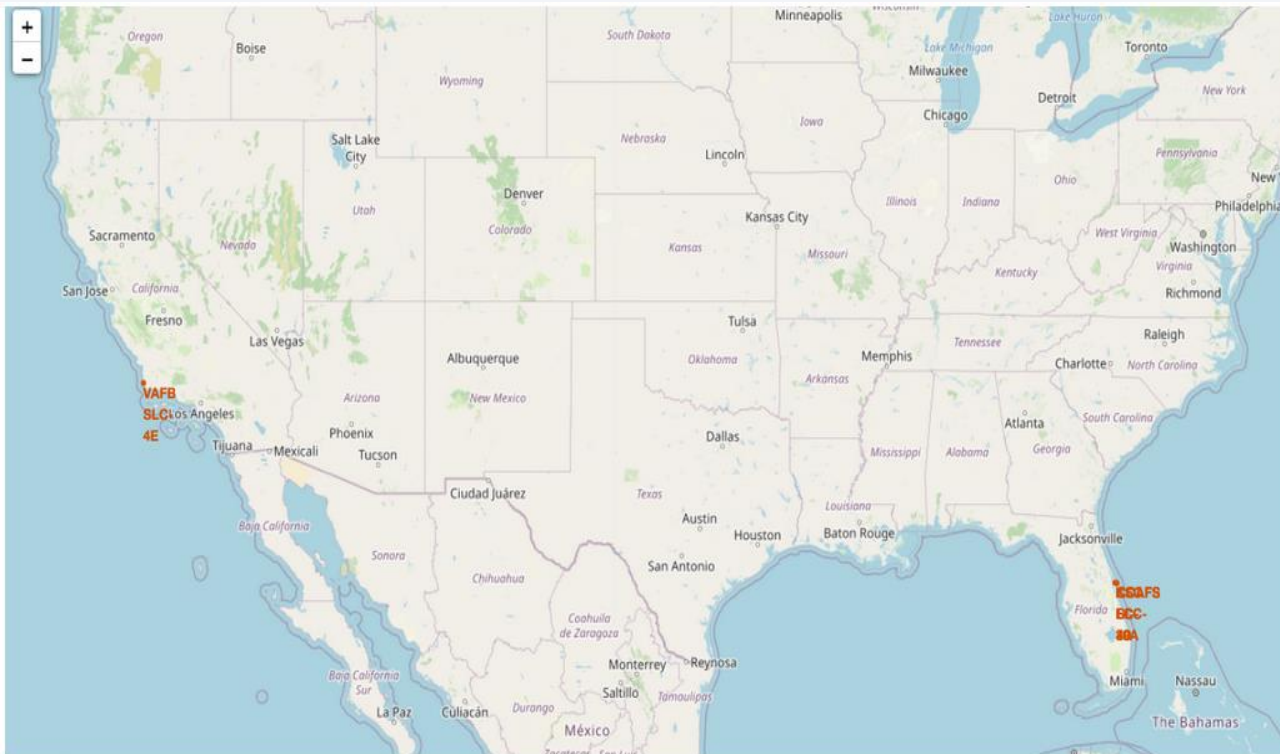 +
−
Oregon
Boise
South Dakota
Minneapolis
Wisconsin
Lake Huron
Toronto
Lake Michigan
Milwaukee
Wyoming
New York
Detroit
Chicago
Iowa
Nebraska
Salt Lake
City
Lincoln
Pennsylvania
Ohio
New
Denver
Illinois
Indiana
Philadelphia
Utah
Kansas City
Colorado
Sacramento
Nevada
Kansas
Missouri
West Virginia
Washington
Virginia
Kentucky
San Jose
California
Richmond
Fresno
Tulsa
Las Vegas
Raleigh
Tennessee
Albuquerque
Oklahoma
Memphis
Charlotte
North Carolina
Arkansas
VAFB
SLC-
4E
Los Angeles
Arizona
New Mexico
South Carolina
Atlanta
Phoenix
Dallas
Tijuana
Mexicali
Tucson
Mississippi
Alabama
Georgia
Ciudad Juárez
Texas
Louisiana
Austin
Baja California
Houston
Baton Rouge
Jacksonville
Sonora
San Antonio
Chihuahua
Florida
Coahuila
de Zaragoza
Monterrey
Reynosa
Baja California
Sur
Saltillo
Tamaulipas
Miami
Nassau
La Paz
Culiacán
Durango
México
The Bahamas